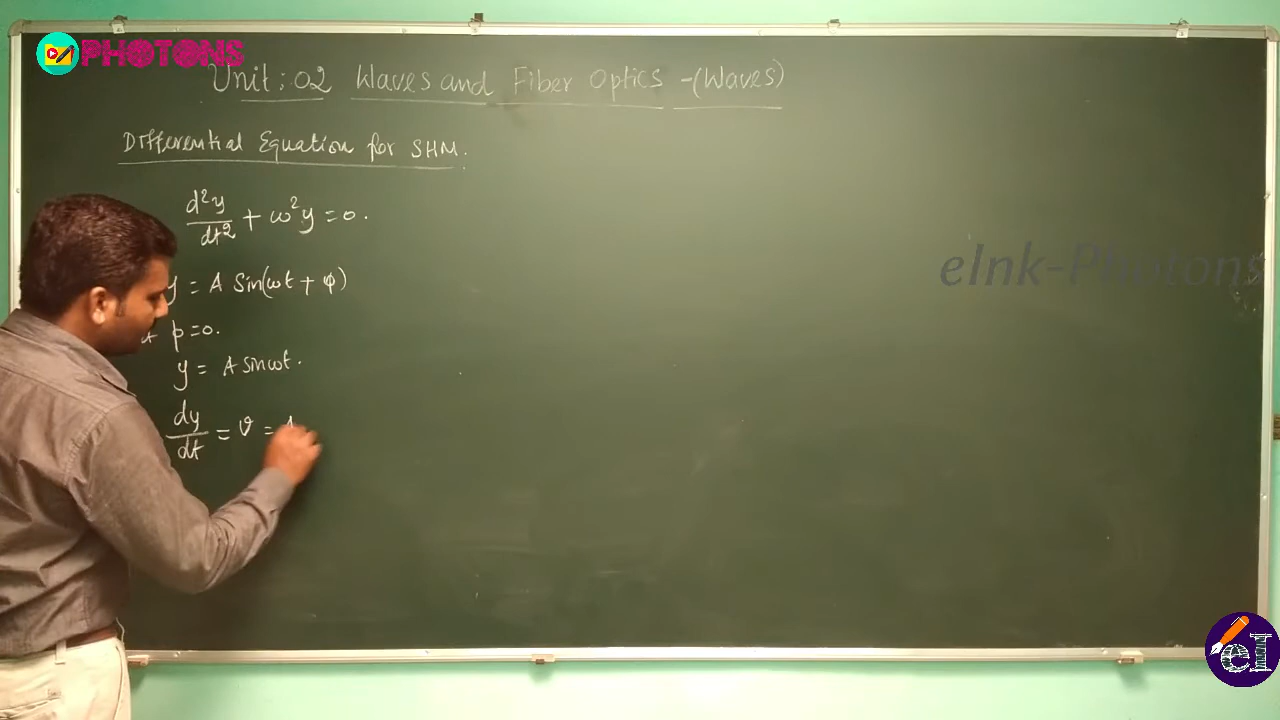 PHOTONS
Unit: 02 Waves and Fiber Optics -(Waves)
Differential Equation for SHM.
d²y/dt² + ω²y = 0.
eInk-Photons
y = A Sin(ωt + φ)
φ = 0.
y = A sinωt.
dy/dt = v = A
eI